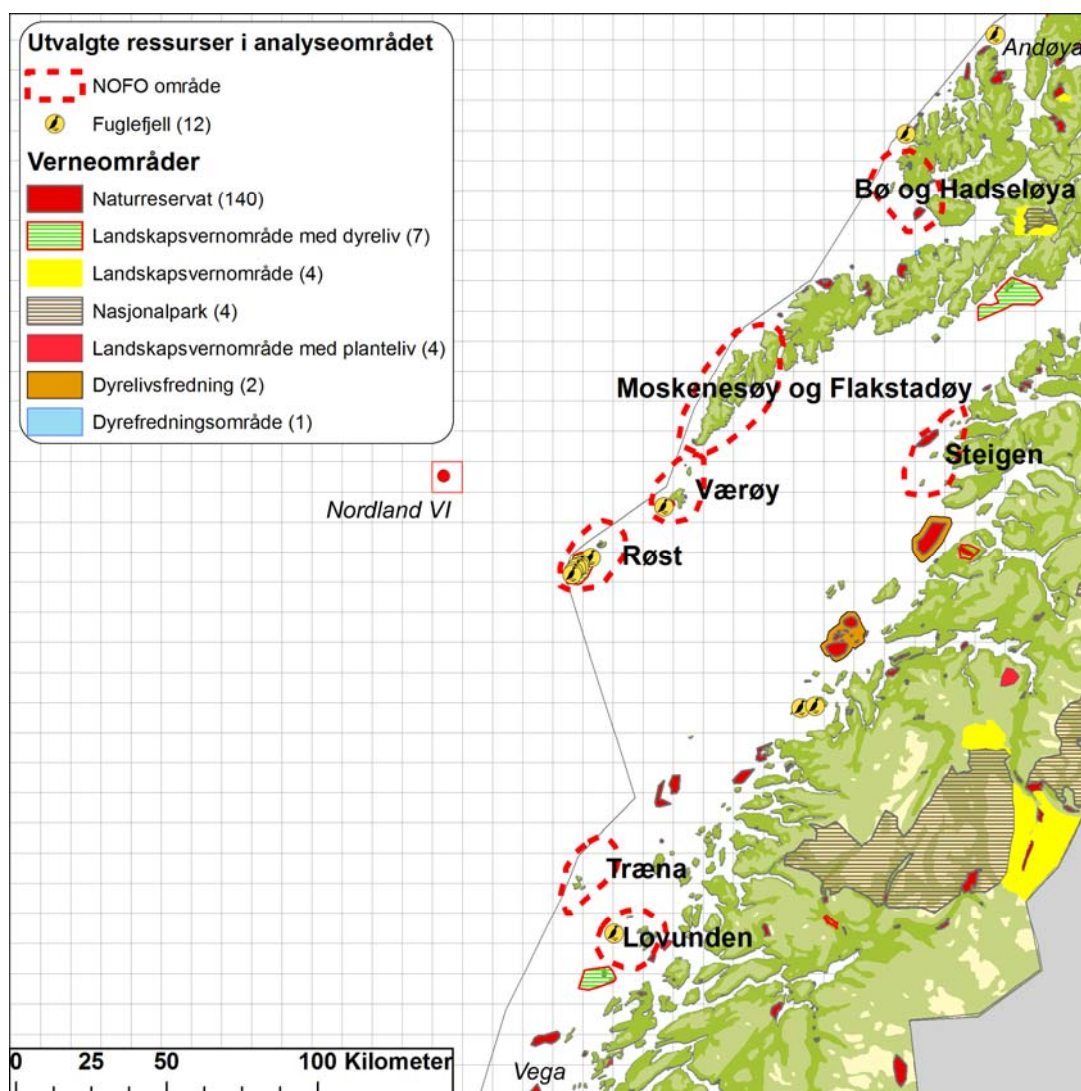 Utvalgte ressurser i analyseområdet
NOFO område
Fuglefjell (12)
Verneområder
Naturreservat (140)
Landskapsvernområde med dyreliv (7)
Landskapsvernområde (4)
Nasjonalpark (4)
Landskapsvernområde med planteliv (4)
Dyrelivsfredning (2)
Dyrefredningsområde (1)
Andøya
Bø og Hadseløya
Moskenesøy og Flakstadøy
Steigen
Nordland VI
Værøy
Røst
Træna
Lovunden
0 25 50 100 Kilometer
Vega